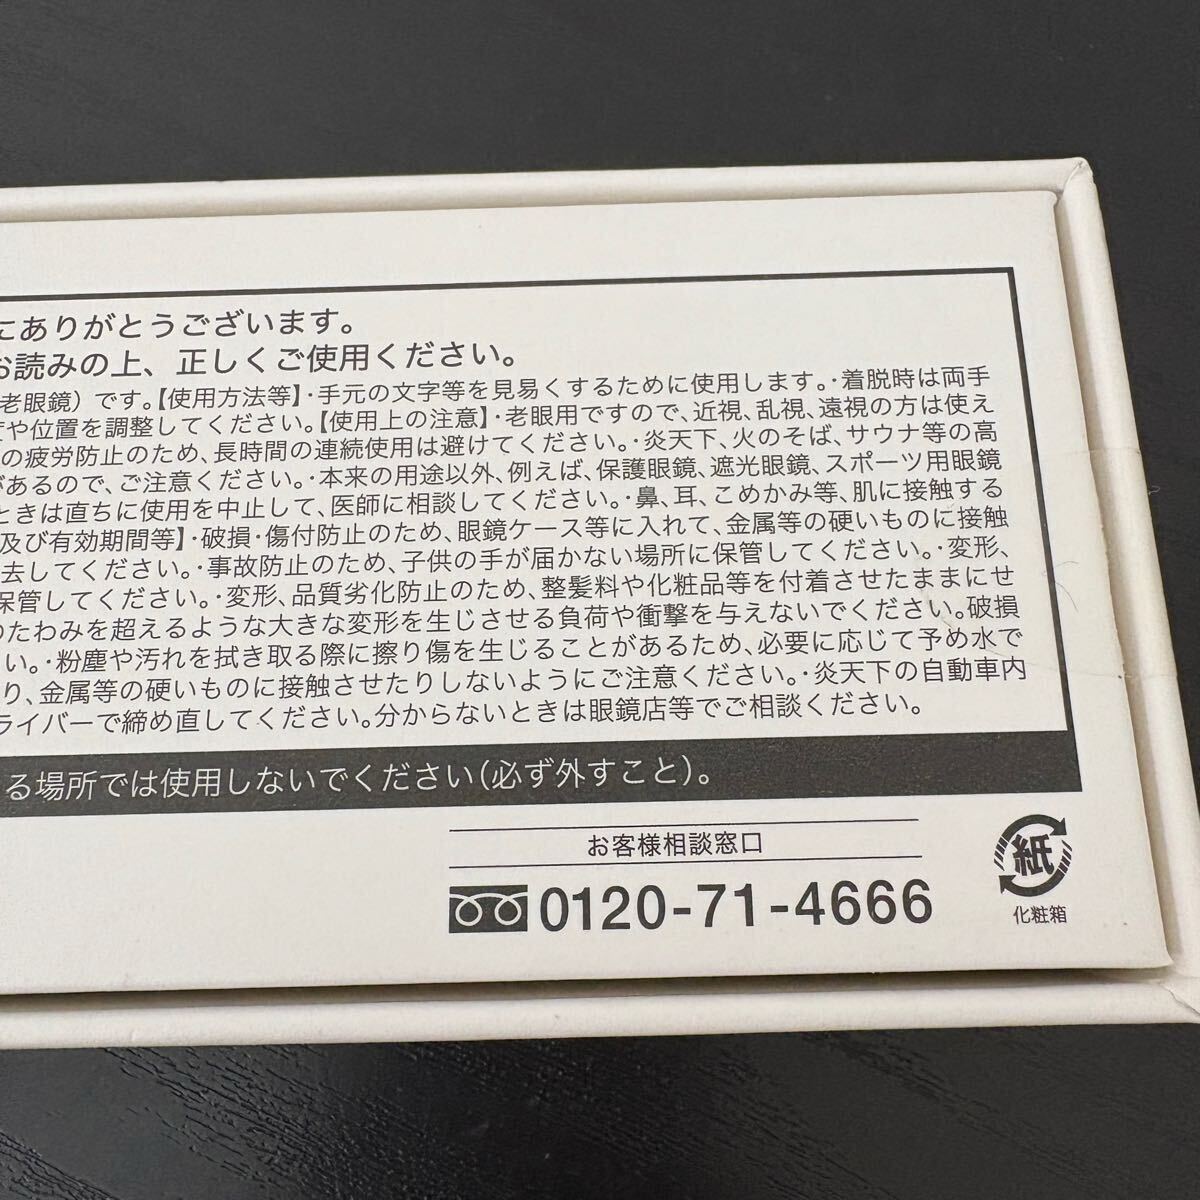 にありがとうございます。
お読みの上、正しくご使用ください。
老眼鏡）です。【使用方法等】・手元の文字等を見易くするために使用します。・着脱時は両手
や位置を調整してください。【使用上の注意】・老眼用ですので、近視、乱視、遠視の方は使え
の疲労防止のため、長時間の連続使用は避けてください。・炎天下、火のそば、サウナ等の高
があるので、ご注意ください。・本来の用途以外、例えば、保護眼鏡、遮光眼鏡、スポーツ用眼鏡
ときは直ちに使用を中止して、医師に相談してください。・鼻、耳、こめかみ等、肌に接触する
及び有効期間等】・破損・傷付防止のため、眼鏡ケース等に入れて、金属等の硬いものに接触
去してください。・事故防止のため、子供の手が届かない場所に保管してください。・変形、
保管してください。・変形、品質劣化防止のため、整髪料や化粧品等を付着させたままにせ
のたわみを超えるような大きな変形を生じさせる負荷や衝撃を与えないでください。破損
い。・粉塵や汚れを拭き取る際に擦り傷を生じることがあるため、必要に応じて予め水で
り、金属等の硬いものに接触させたりしないようにご注意ください。・炎天下の自動車内
ライバーで締め直してください。分からないときは眼鏡店等でご相談ください。
る場所では使用しないでください（必ず外すこと）。
お客様相談窓口
0120-71-4666
紙
化粧箱